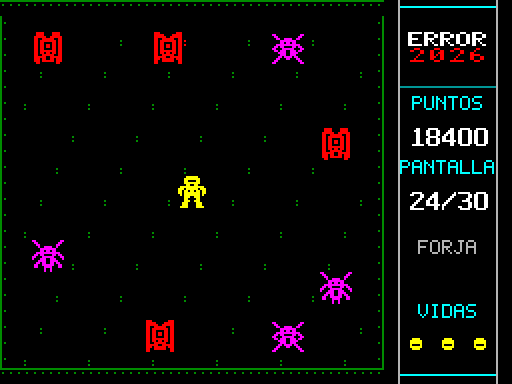 ERROR
2026
PUNTOS
18400
PANTALLA
24/30
FORJA
VIDAS